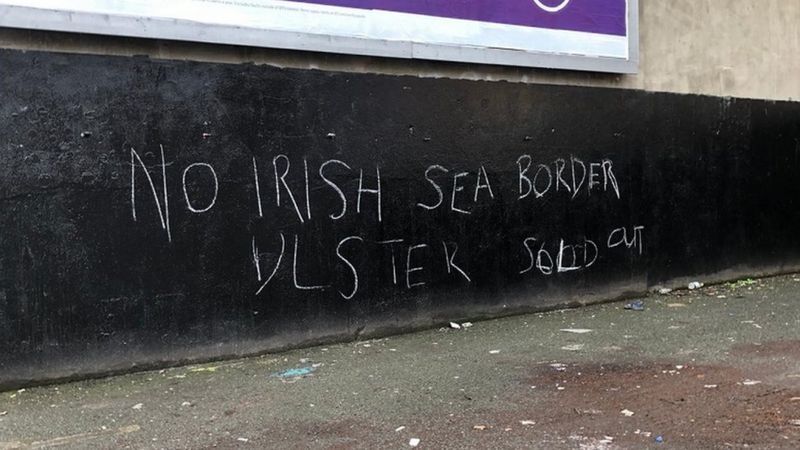 NO IRISH SEA BORDER
ULSTER SOLD OUT